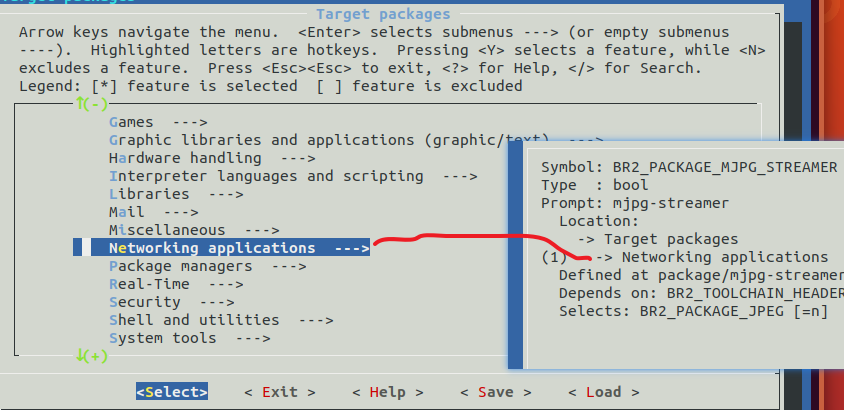 Target packages
Target packages
Arrow keys navigate the menu.  <Enter> selects submenus ---> (or empty submenus
----).  Highlighted letters are hotkeys.  Pressing <Y> selects a feature, while <N>
excludes a feature.  Press <Esc><Esc> to exit, <?> for Help, </> for Search.
Legend: [*] feature is selected  [ ] feature is excluded
↑(-)
Games  --->
Graphic libraries and applications (graphic/text)  --->
Hardware handling  --->
Interpreter languages and scripting  --->
Libraries  --->
Mail  --->
Miscellaneous  --->
Networking applications  --->
Package managers  --->
Real-Time  --->
Security  --->
Shell and utilities  --->
System tools  --->
↓(+)
<Select>    < Exit >    < Help >    < Save >    < Load >
Symbol: BR2_PACKAGE_MJPG_STREAMER
Type  : bool
Prompt: mjpg-streamer
Location:
-> Target packages
(1)   -> Networking applications
Defined at package/mjpg-streamer
Depends on: BR2_TOOLCHAIN_HEADER
Selects: BR2_PACKAGE_JPEG [=n]